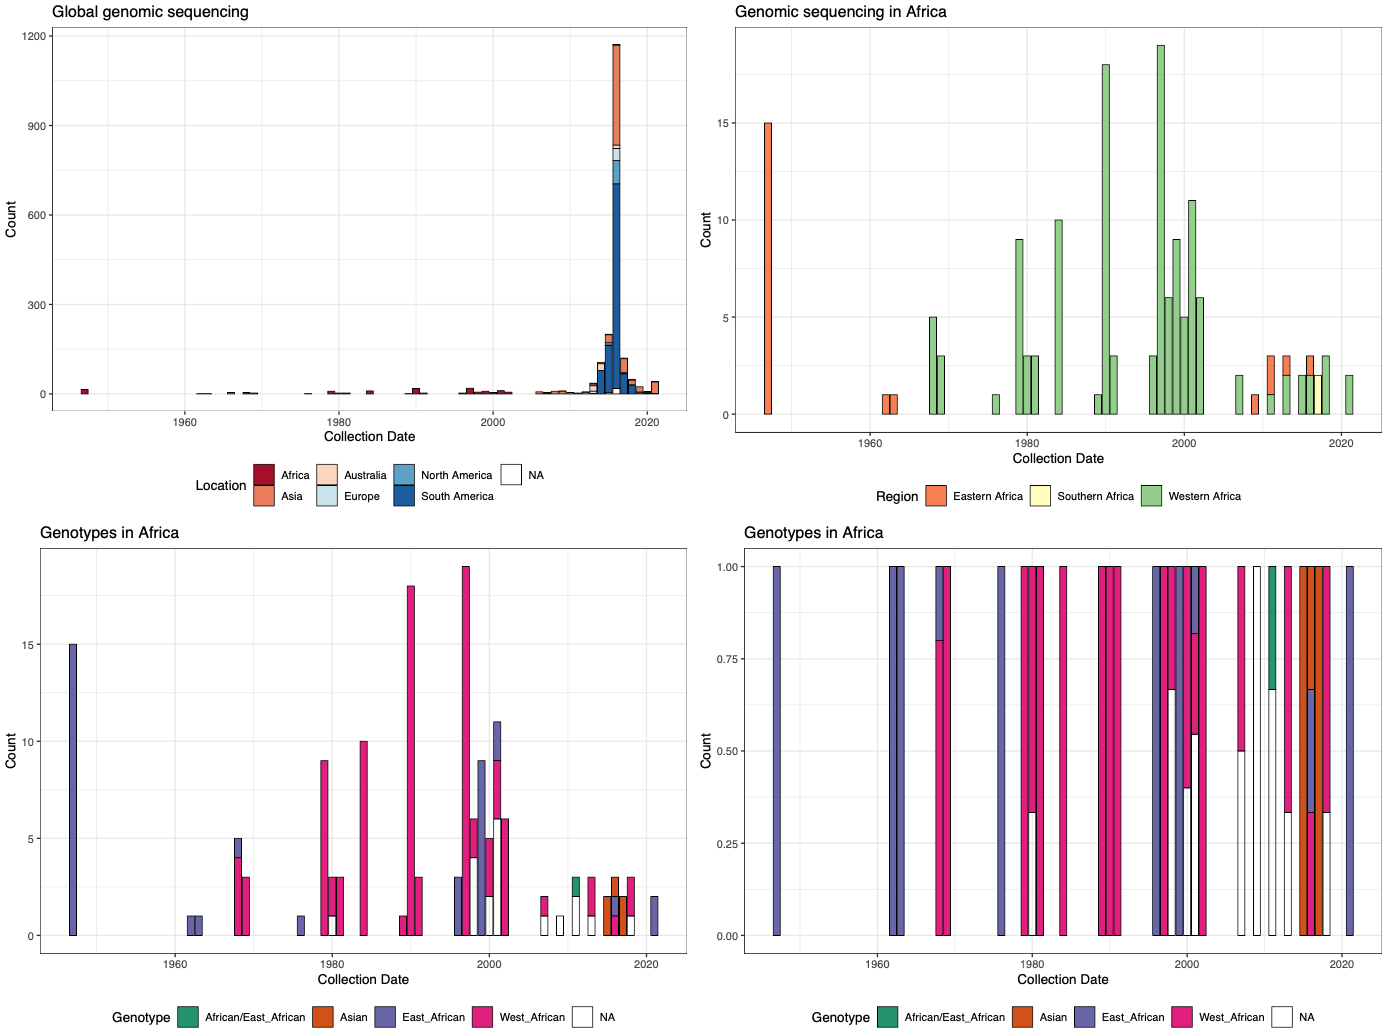 Global genomic sequencing
1200
900
600
300
0
Count
1960
1980
2000
2020
Collection Date
Location
Africa
Australia
North America
NA
Asia
Europe
South America
Genomic sequencing in Africa
15
10
5
0
Count
1960
1980
2000
2020
Collection Date
Region
Eastern Africa
Southern Africa
Western Africa
Genotypes in Africa
15
10
5
0
Count
1960
1980
2000
2020
Collection Date
Genotype
African/East_African
Asian
East_African
West_African
NA
Genotypes in Africa
1.00
0.75
0.50
0.25
0.00
Count
1960
1980
2000
2020
Collection Date
Genotype
African/East_African
Asian
East_African
West_African
NA